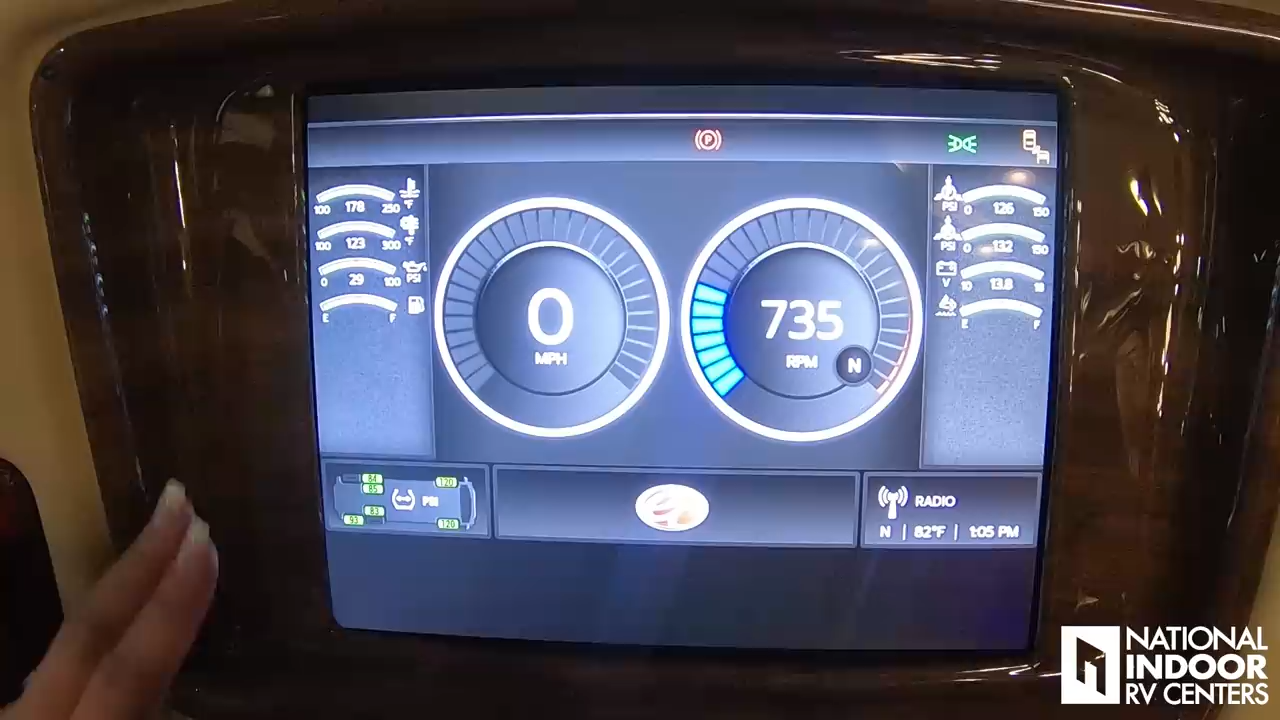 P
100 178 250 °F
100 123 300 °F
0 29 100 PSI
E F
0 MPH
735 RPM N
PSI 0 126 150
PSI 0 132 150
V 10 13.8 18
E F
84
85
83
93
120
120
PSI
RADIO
N | 82°F | 1:05 PM
NATIONAL
INDOOR
RV CENTERS